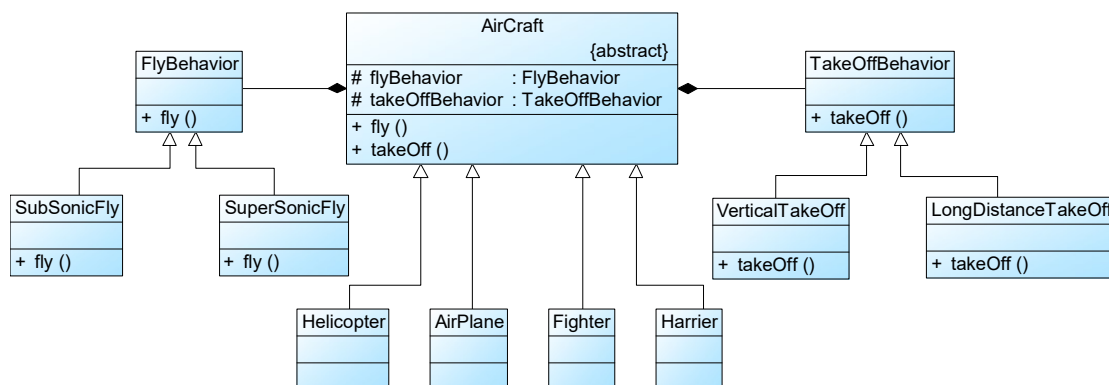 AirCraft
{abstract}
# flyBehavior : FlyBehavior
# takeOffBehavior : TakeOffBehavior
+ fly ()
+ takeOff ()
FlyBehavior
+ fly ()
TakeOffBehavior
+ takeOff ()
SubSonicFly
+ fly ()
SuperSonicFly
+ fly ()
VerticalTakeOff
+ takeOff ()
LongDistanceTakeOff
+ takeOff ()
Helicopter
AirPlane
Fighter
Harrier